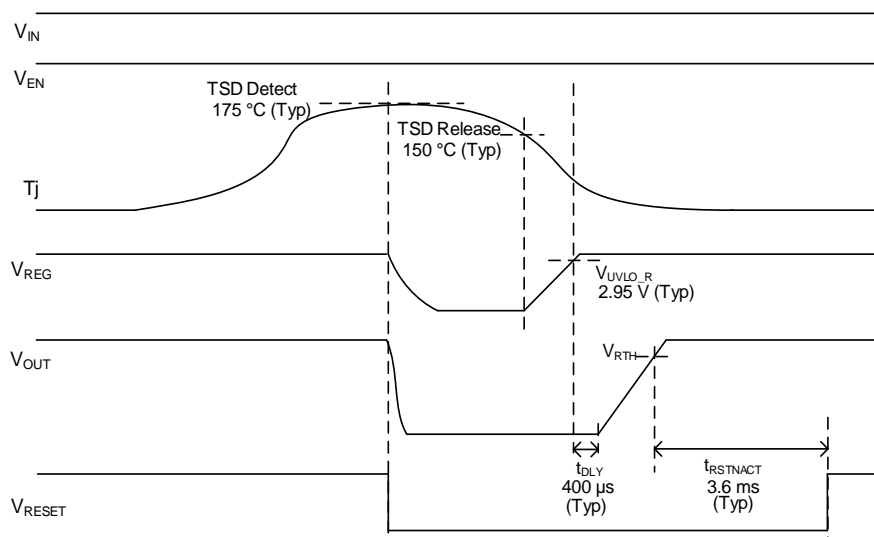 VIN
VEN
TSD Detect
175 °C (Typ)
TSD Release
150 °C (Typ)
Tj
VREG
VUVLO_R
2.95 V (Typ)
VOUT
VRTH
tDLY
400 µs
(Typ)
tRSTNACT
3.6 ms
(Typ)
VRESET